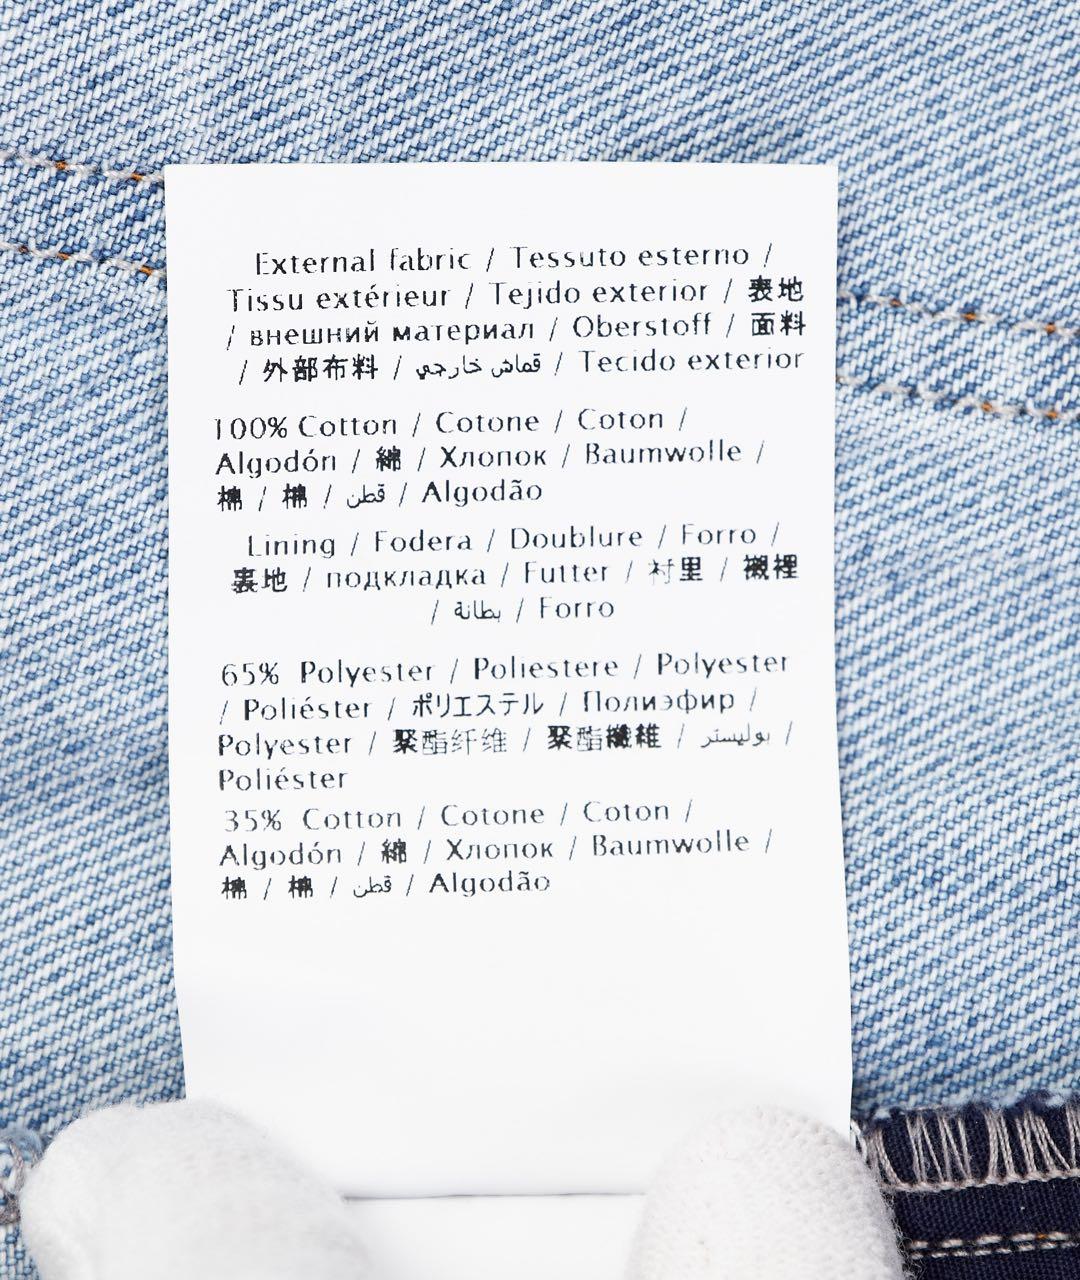 External fabric / Tessuto esterno /
Tissu extérieur / Tejido exterior / 表地
/ внешний материал / Oberstoff / 面料
/ 外部布料 / قماش خارجي / Tecido exterior
100% Cotton / Cotone / Coton /
Algodón / 綿 / Хлопок / Baumwolle /
棉 / 棉 / قطن / Algodão
Lining / Fodera / Doublure / Forro /
裏地 / подкладка / Futter / 衬里 / 襯裡
/ بطانة / Forro
65% Polyester / Poliestere / Polyester
/ Poliéster / ポリエステル / Полиэфир /
Polyester / 聚酯纤维 / 聚酯纖維 / بوليستر /
Poliéster
35% Cotton / Cotone / Coton /
Algodón / 綿 / Хлопок / Baumwolle /
棉 / 棉 / قطن / Algodão